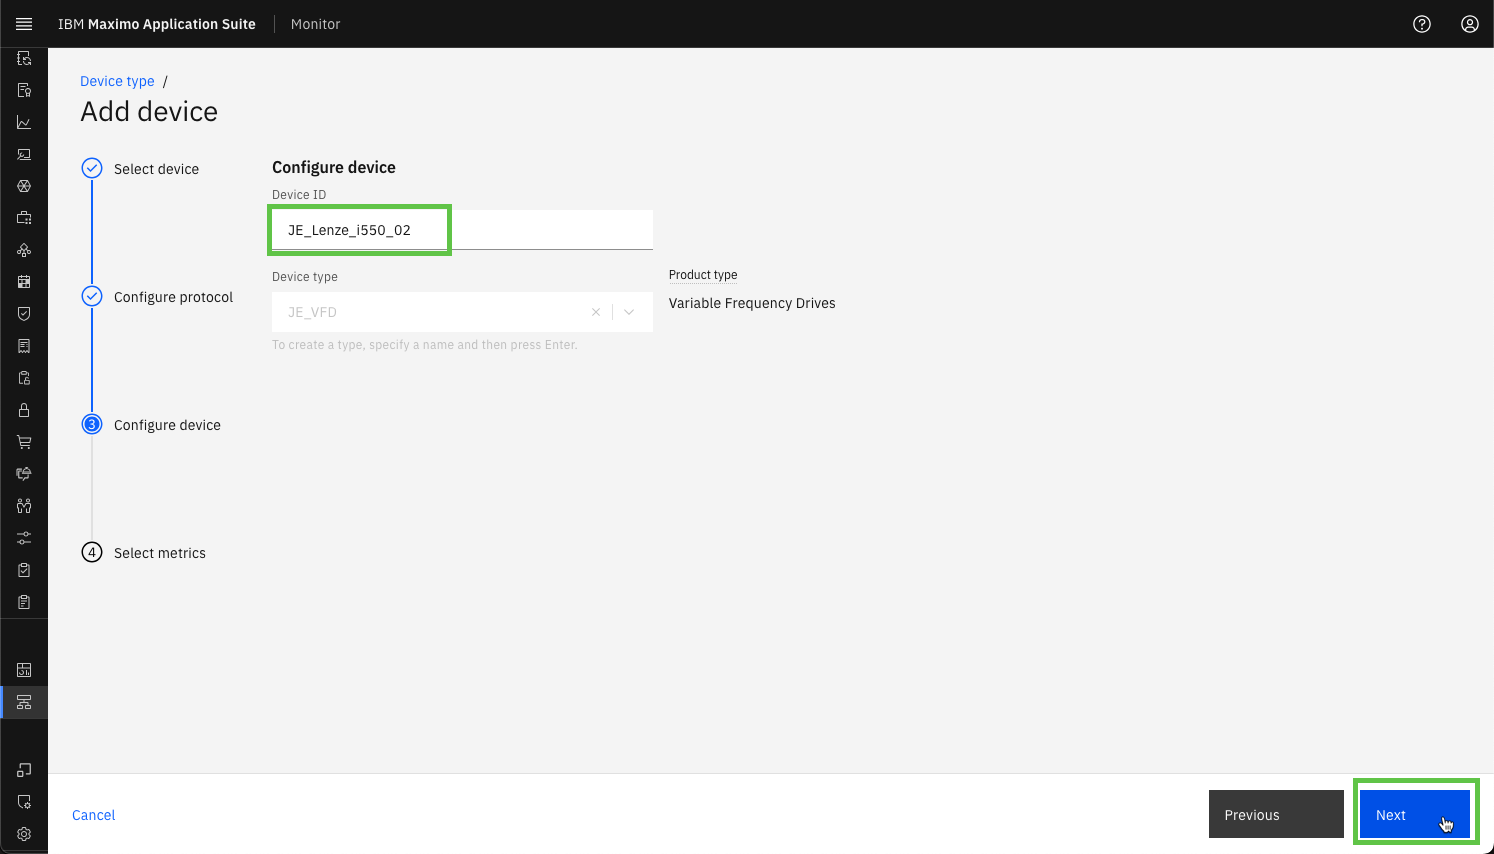 IBM Maximo Application Suite
Monitor
Device type /
Add device
Select device
Configure protocol
3
Configure device
4
Select metrics
Configure device
Device ID
JE_Lenze_i550_02
Device type
JE_VFD
To create a type, specify a name and then press Enter.
Product type
Variable Frequency Drives
Cancel
Previous
Next